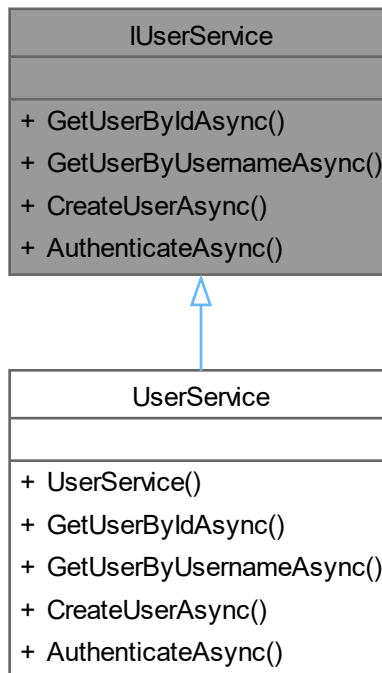 IUserService
+ GetUserByIdAsync()
+ GetUserByUsernameAsync()
+ CreateUserAsync()
+ AuthenticateAsync()
UserService
+ UserService()
+ GetUserByIdAsync()
+ GetUserByUsernameAsync()
+ CreateUserAsync()
+ AuthenticateAsync()